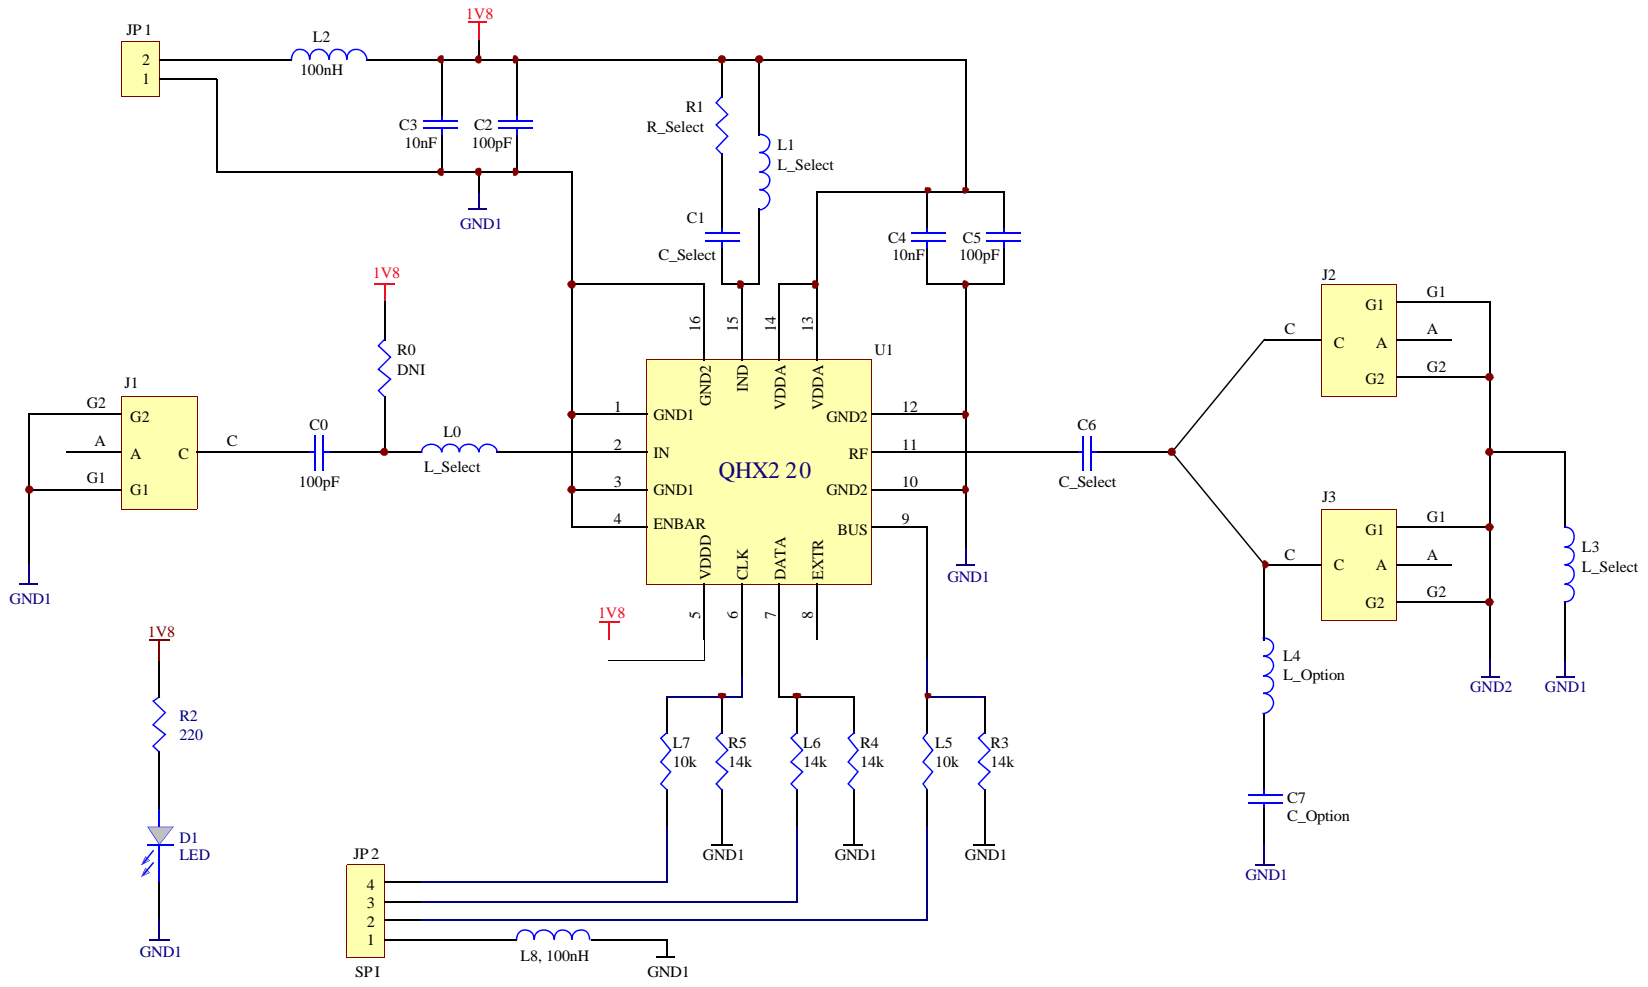 1V8
JP1
L2
2
100nH
1
C3
10nF
C2
100pF
R1
R_Select
L1
L_Select
GND1
C1
C_Select
C4
10nF
C5
100pF
1V8
R0
DNI
16
15
14
13
U1
GND2
IND
VDDA
VDDA
J1
G2
G2
A
A
C
C
G1
G1
GND1
C0
100pF
L0
L_Select
1
GND1
2
IN
3
GND1
4
ENBAR
QHX220
GND2
12
RF
11
GND2
10
BUS
9
VDDD
CLK
DATA
EXTR
5
6
7
8
GND1
C6
C_Select
J2
C
C
G1
G1
A
A
G2
G2
J3
C
C
G1
G1
A
A
G2
G2
L3
L_Select
GND2
GND1
L4
L_Option
C7
C_Option
GND1
1V8
1V8
R2
220
D1
LED
GND1
L7
10k
R5
14k
L6
14k
R4
14k
L5
10k
R3
14k
GND1
GND1
GND1
JP2
4
3
2
1
SPI
L8, 100nH
GND1